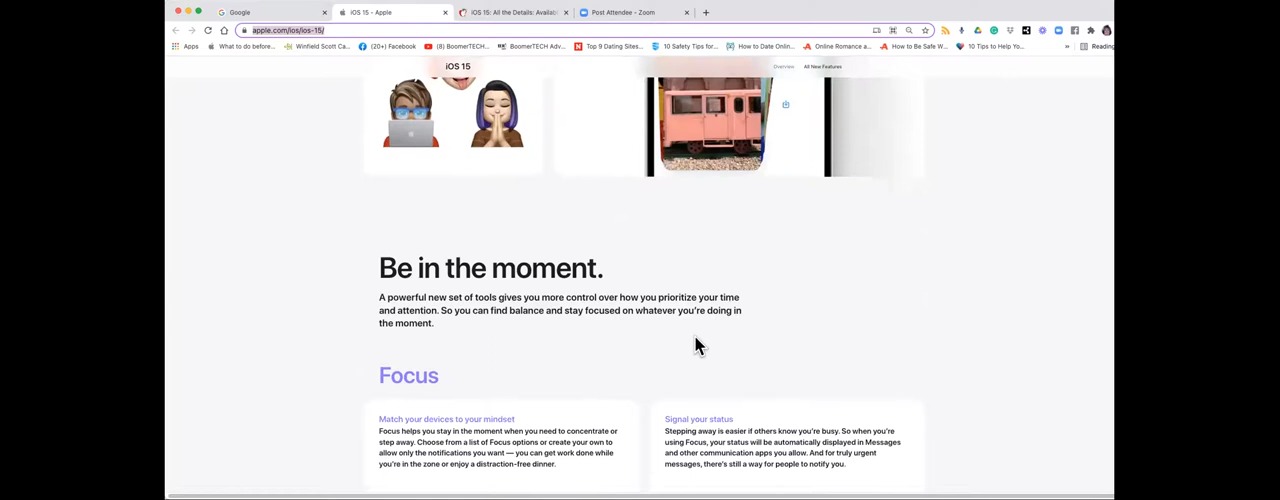 Google
iOS 15 - Apple
iOS 15: All the Details: Availab
Post Attendee - Zoom
apple.com/ios/ios-15/
Apps
What to do before...
Winfield Scott Ca...
(20+) Facebook
(8) BoomerTECH...
BoomerTECH Adv...
Top 9 Dating Sites...
10 Safety Tips for...
How to Date Onlin...
Online Romance a...
How to Be Safe W...
10 Tips to Help You...
»
Reading
iOS 15
Overview
All New Features
Be in the moment.
A powerful new set of tools gives you more control over how you prioritize your time
and attention. So you can find balance and stay focused on whatever you're doing in
the moment.
Focus
Match your devices to your mindset
Focus helps you stay in the moment when you need to concentrate or
step away. Choose from a list of Focus options or create your own to
allow only the notifications you want — you can get work done while
you're in the zone or enjoy a distraction-free dinner.
Signal your status
Stepping away is easier if others know you're busy. So when you're
using Focus, your status will be automatically displayed in Messages
and other communication apps you allow. And for truly urgent
messages, there's still a way for people to notify you.